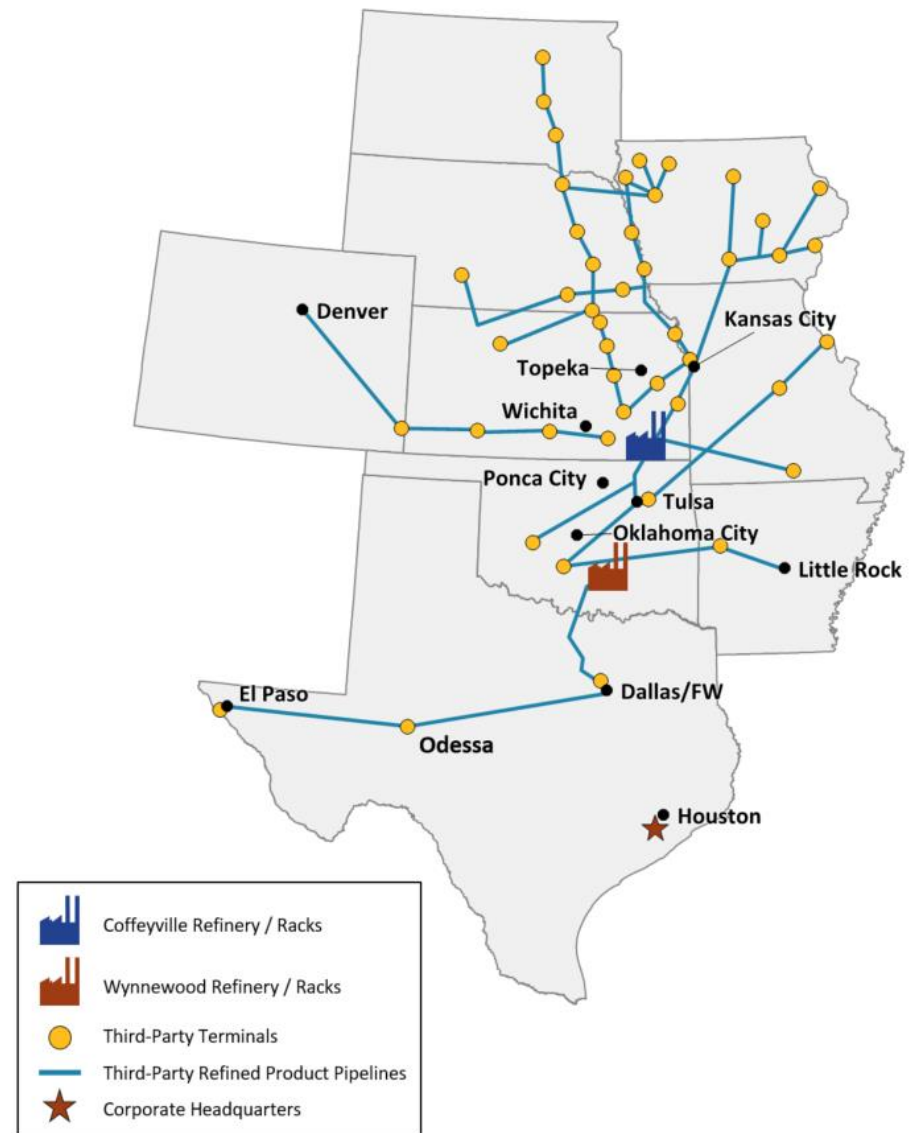 Denver
Kansas City
Topeka
Wichita
Ponca City
Tulsa
Oklahoma City
Little Rock
El Paso
Dallas/FW
Odessa
Houston
Coffeyville Refinery / Racks
Wynnewood Refinery / Racks
Third-Party Terminals
Third-Party Refined Product Pipelines
Corporate Headquarters